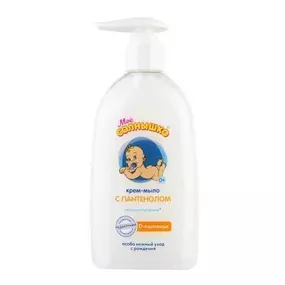 Моё
СОЛНЫШКО
0+
крем-мыло
С ПАНТЕНОЛОМ
D-пантенол
особо нежный уход
с рождения